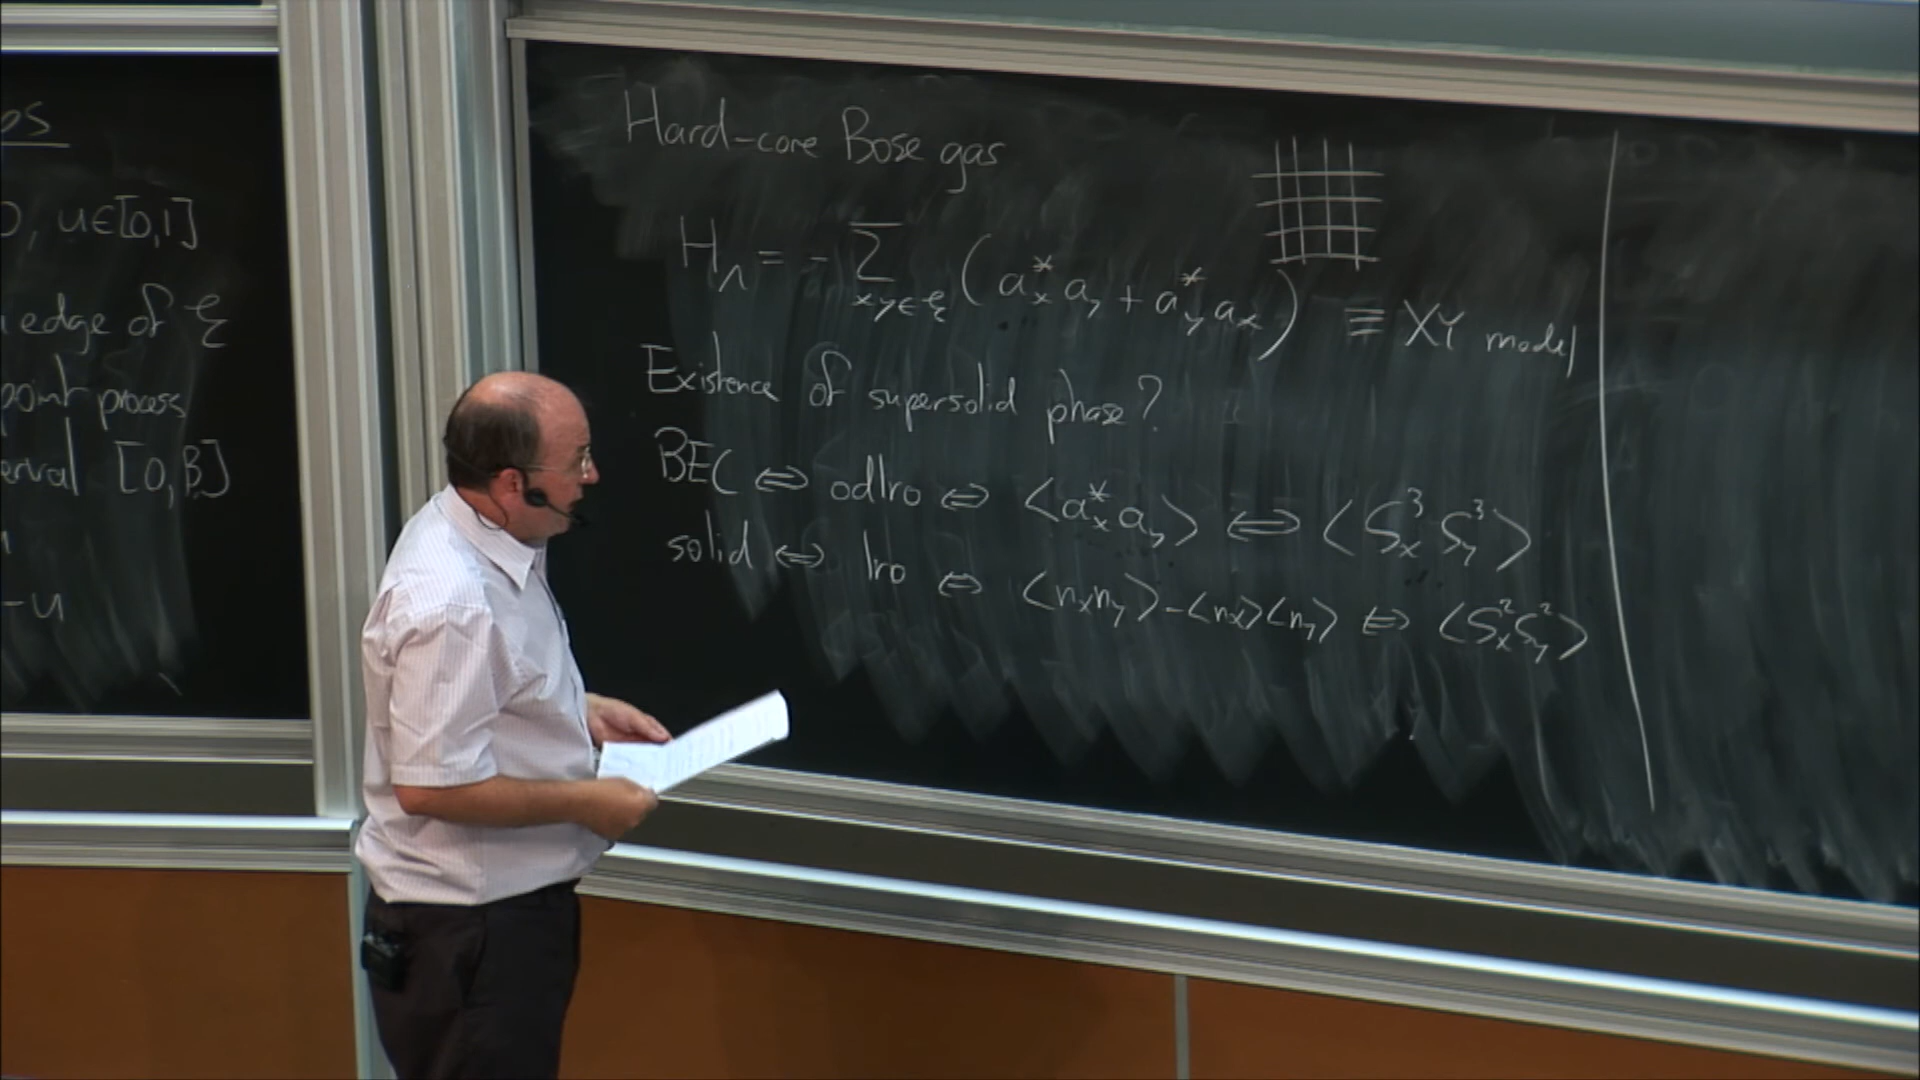 0, u∈[0,1]
edge of ξ
point process
[0,β]
-u
Hard-core Bose gas
H_Λ = - Σ_{xy∈ξ} (a*_x a_y + a*_y a_x) ≡ XY model
Existence of supersolid phase?
BEC ⇔ odlro ⇔ ⟨a*_x a_y⟩ ⇔ ⟨S³_x S³_y⟩
solid ⇔ lro ⇔ ⟨n_x n_y⟩-⟨n_x⟩⟨n_y⟩ ⇔ ⟨S²_x S²_y⟩